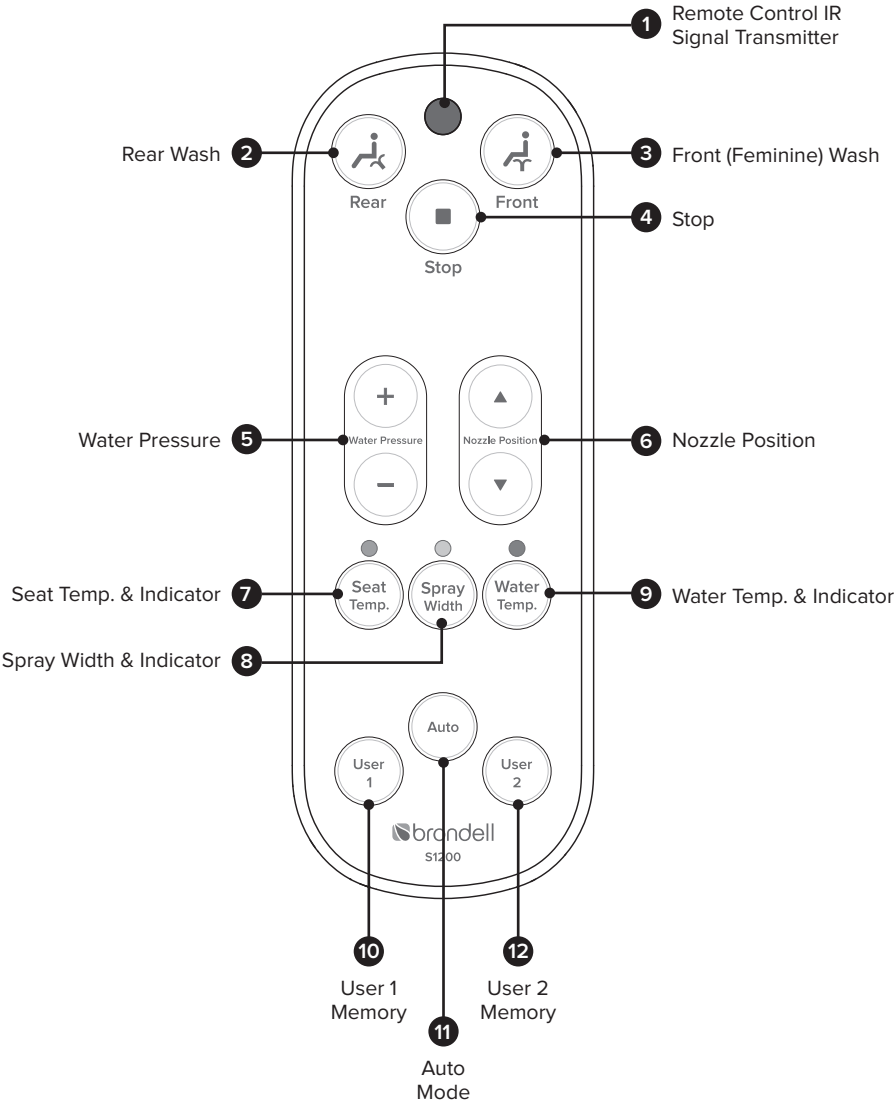 1 Remote Control IR
Signal Transmitter
Rear Wash 2
3 Front (Feminine) Wash
Rear
Front
4 Stop
Stop
+
Water Pressure 5
Water Pressure
Nozzle Position
6 Nozzle Position
−
Seat Temp. & Indicator 7
Seat
Temp.
Spray
Width
Water
Temp.
9 Water Temp. & Indicator
Spray Width & Indicator 8
Auto
User
1
User
2
brondell
S1200
10
User 1
Memory
12
User 2
Memory
11
Auto
Mode